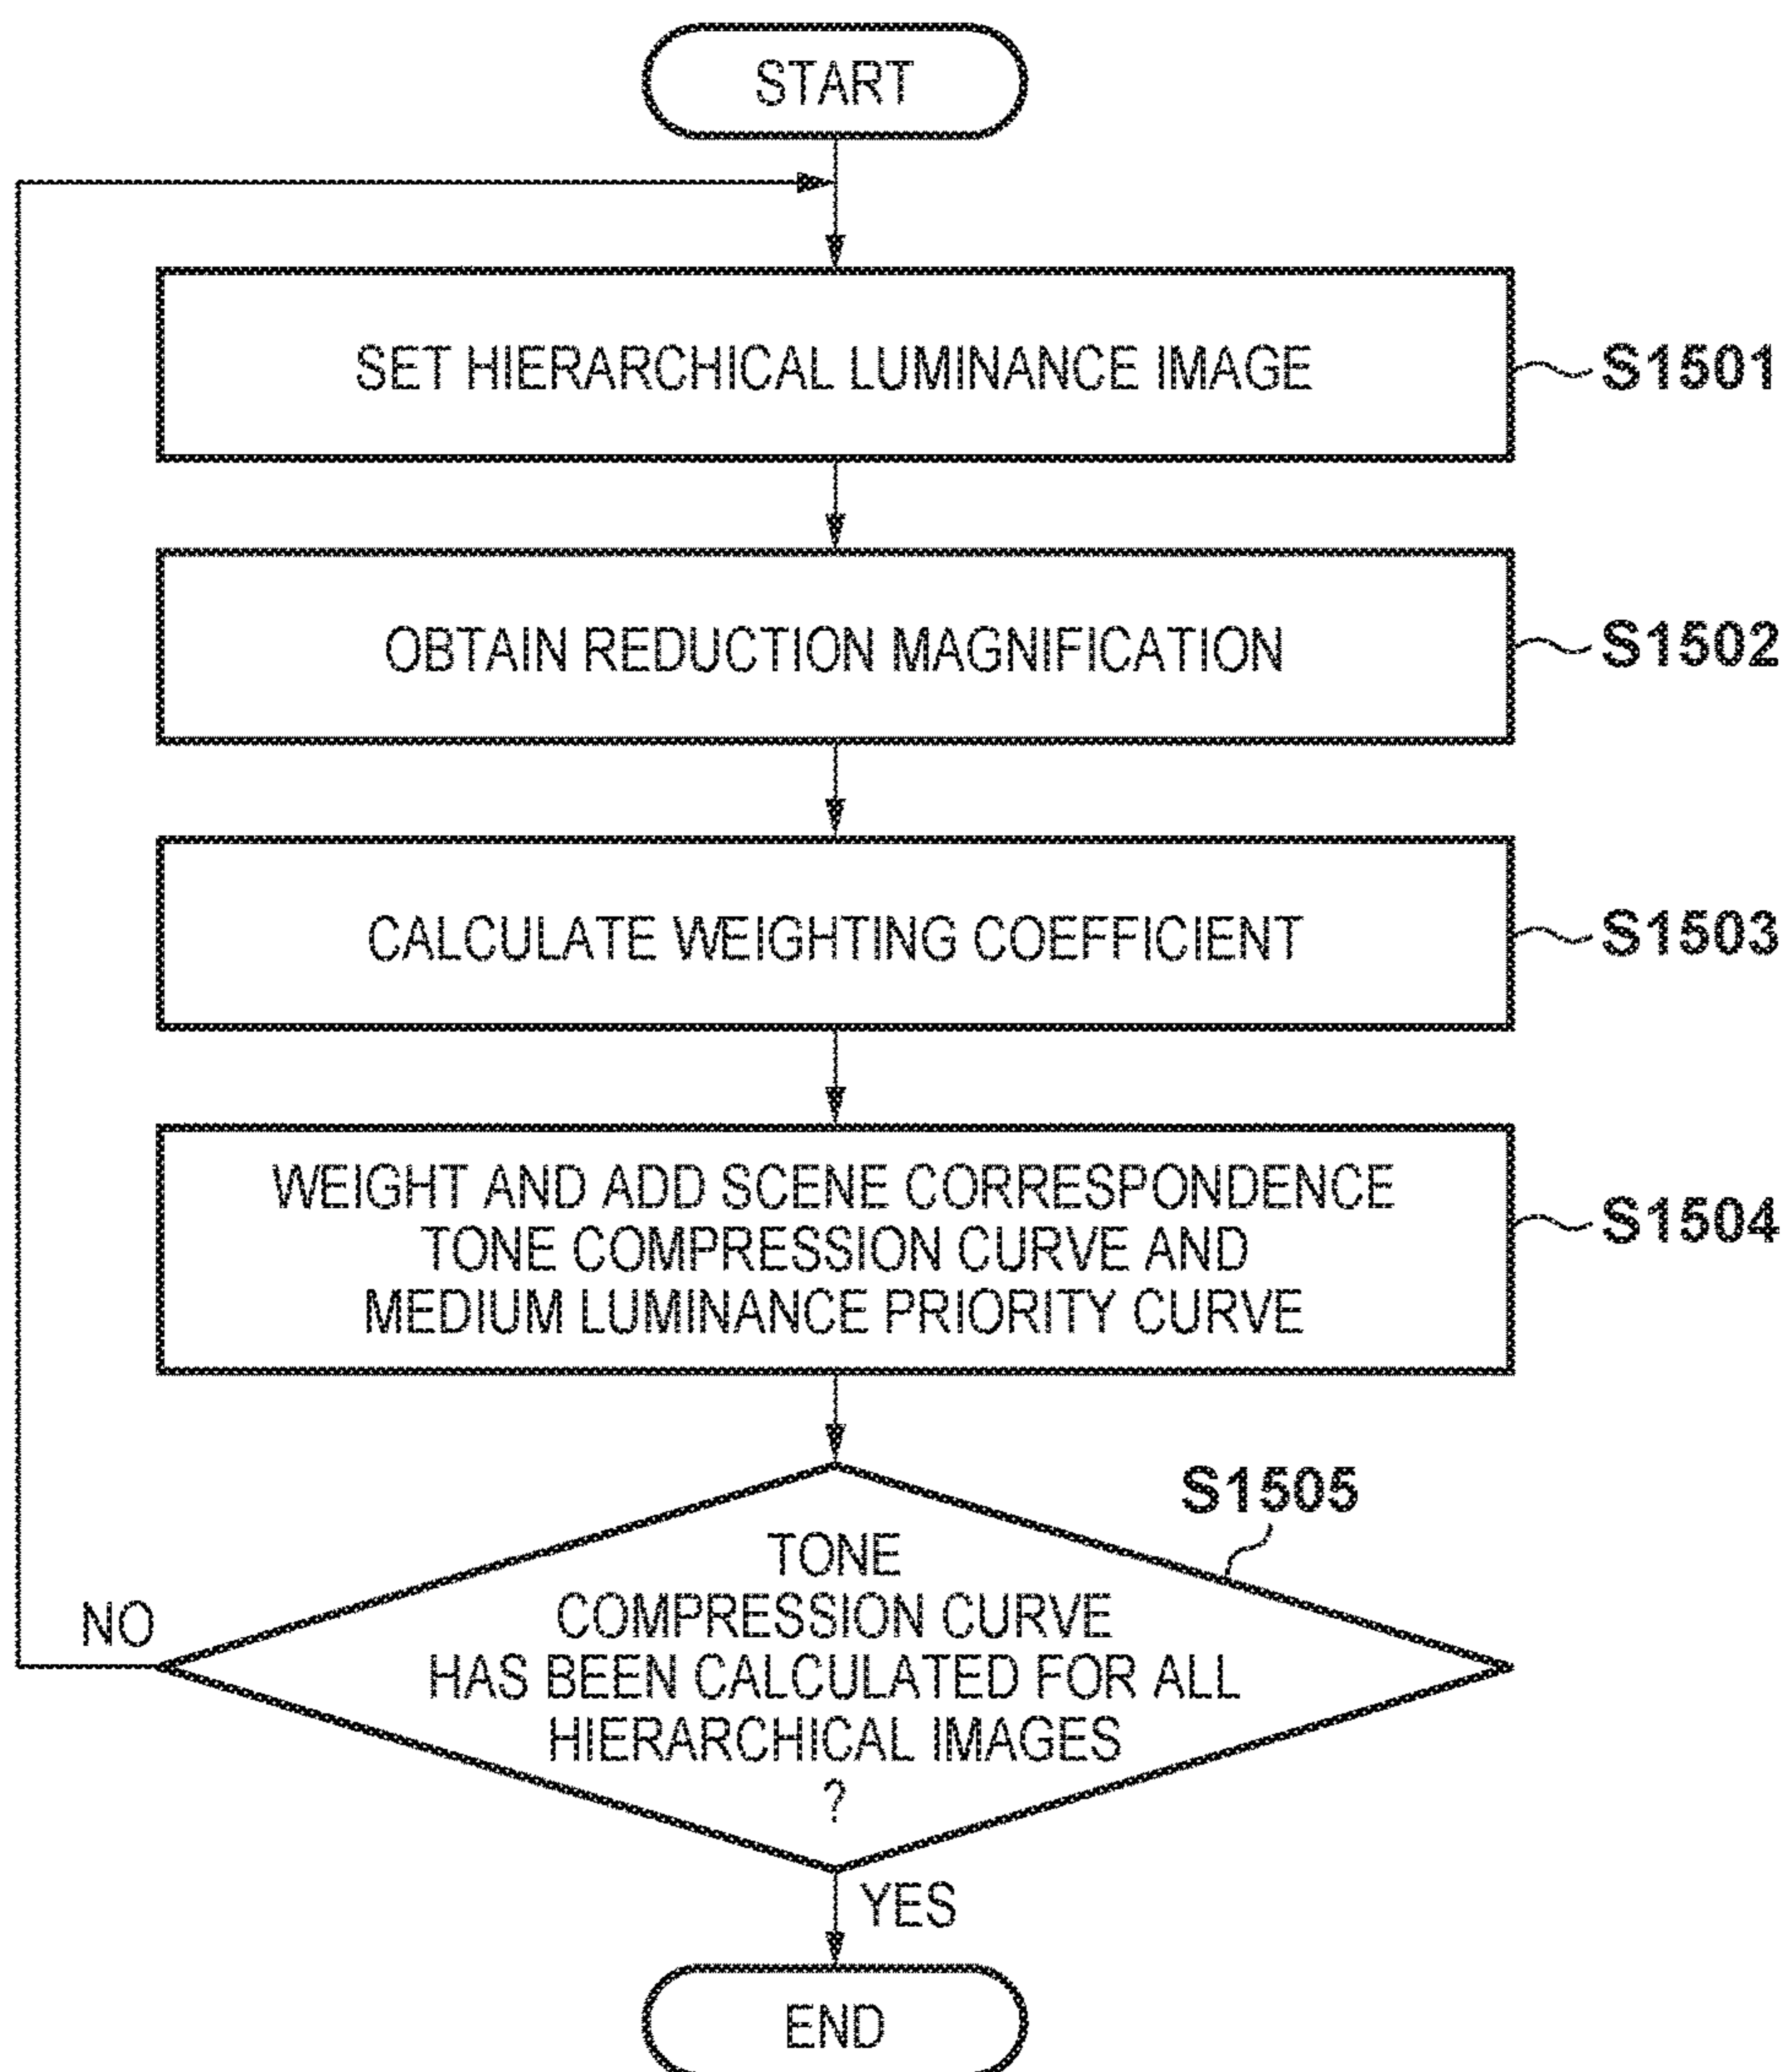 START
SET HIERARCHICAL LUMINANCE IMAGE
S1501
OBTAIN REDUCTION MAGNIFICATION
S1502
CALCULATE WEIGHTING COEFFICIENT
S1503
WEIGHT AND ADD SCENE CORRESPONDENCE
TONE COMPRESSION CURVE AND
MEDIUM LUMINANCE PRIORITY CURVE
S1504
S1505
TONE
COMPRESSION CURVE
HAS BEEN CALCULATED FOR ALL
HIERARCHICAL IMAGES
?
NO
YES
END